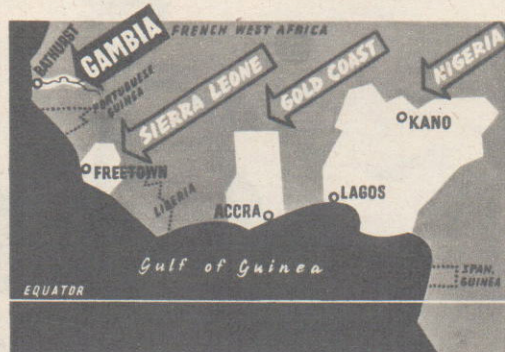 FRENCH WEST AFRICA
BATHURST
GAMBIA
PORTUGUESE
GUINEA
SIERRA LEONE
GOLD COAST
NIGERIA
KANO
FREETOWN
LIBERIA
ACCRA
LAGOS
Gulf of Guinea
SPAN.
GUINEA
EQUATOR